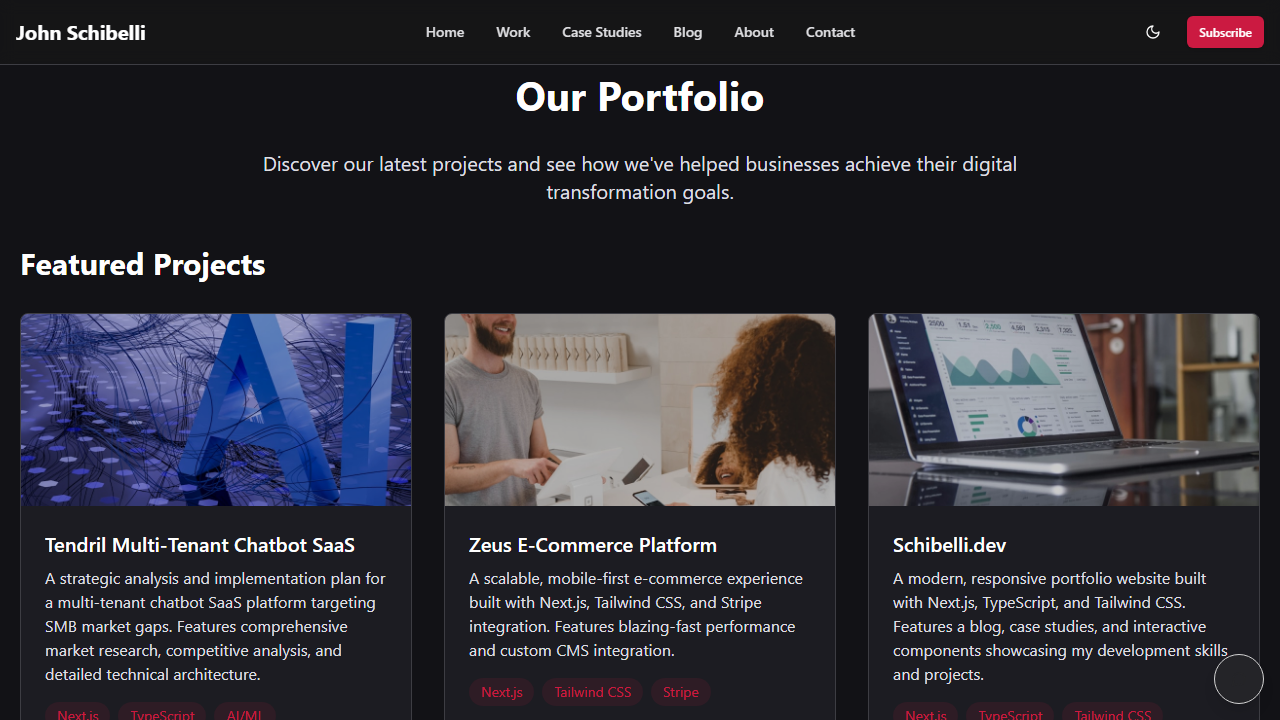 John Schibelli
Home
Work
Case Studies
Blog
About
Contact
Subscribe
Our Portfolio
Discover our latest projects and see how we've helped businesses achieve their digital
transformation goals.
Featured Projects
AI
Tendril Multi-Tenant Chatbot SaaS
A strategic analysis and implementation plan for
a multi-tenant chatbot SaaS platform targeting
SMB market gaps. Features comprehensive
market research, competitive analysis, and
detailed technical architecture.
Next.js
TypeScript
AI/ML
Zeus E-Commerce Platform
A scalable, mobile-first e-commerce experience
built with Next.js, Tailwind CSS, and Stripe
integration. Features blazing-fast performance
and custom CMS integration.
Next.js
Tailwind CSS
Stripe
Schibelli.dev
A modern, responsive portfolio website built
with Next.js, TypeScript, and Tailwind CSS.
Features a blog, case studies, and interactive
components showcasing my development skills
and projects.
Next.js
TypeScript
Tailwind CSS